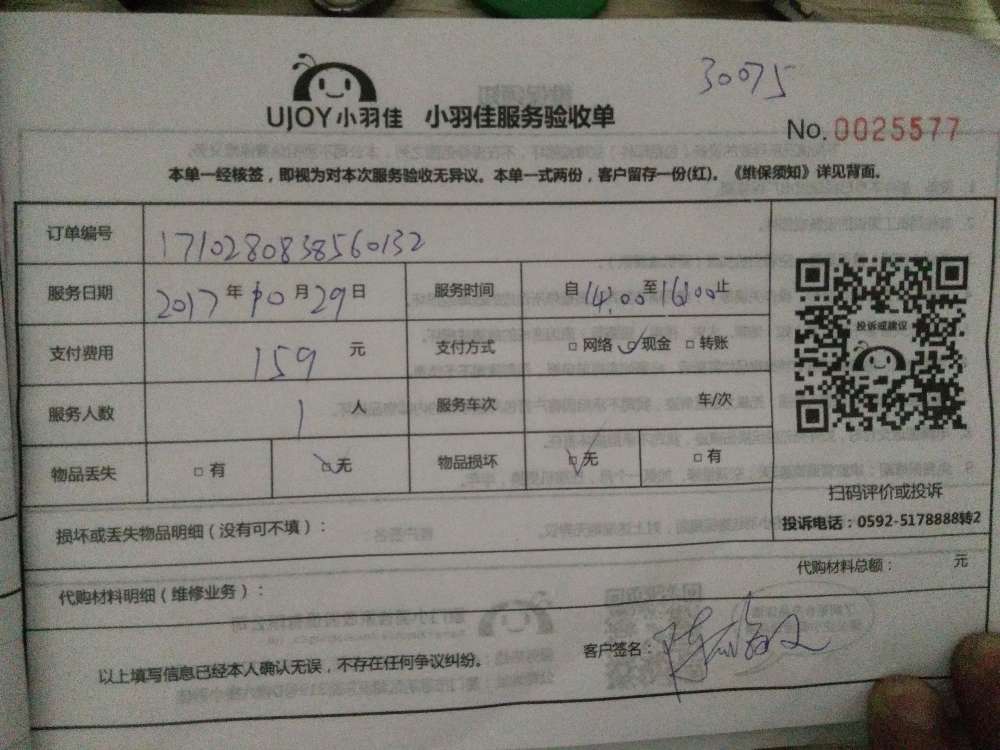 30075
UJOY小羽佳 小羽佳服务验收单
No. 0025577
本单一经核签，即视为对本次服务验收无异议。本单一式两份，客户留存一份(红)。《维保须知》详见背面。
订单编号 1710280838560132
服务日期 2017年10月29日 服务时间 自14:00至16:00止
支付费用 159 元 支付方式 □网络 ✓现金 □转账
服务人数 1 人 服务车次 车/次
物品丢失 □有 ☑无 物品损坏 ☑无 □有
投诉或建议
扫码评价或投诉
投诉电话：0592-5178888转2
损坏或丢失物品明细（没有可不填）：
代购材料明细（维修业务）： 代购材料总额： 元
以上填写信息已经本人确认无误，不存在任何争议纠纷。 客户签名：